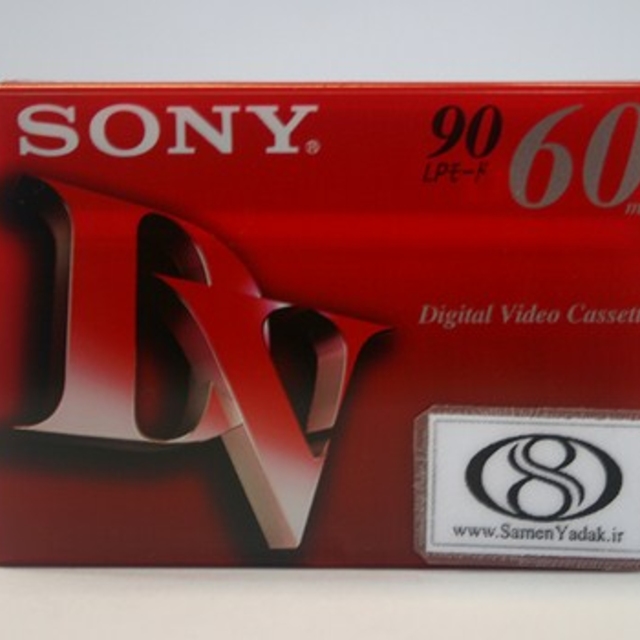 SONY®
90 60
LPモード
DV
Digital Video Cassett
www.SamenYadak.ir